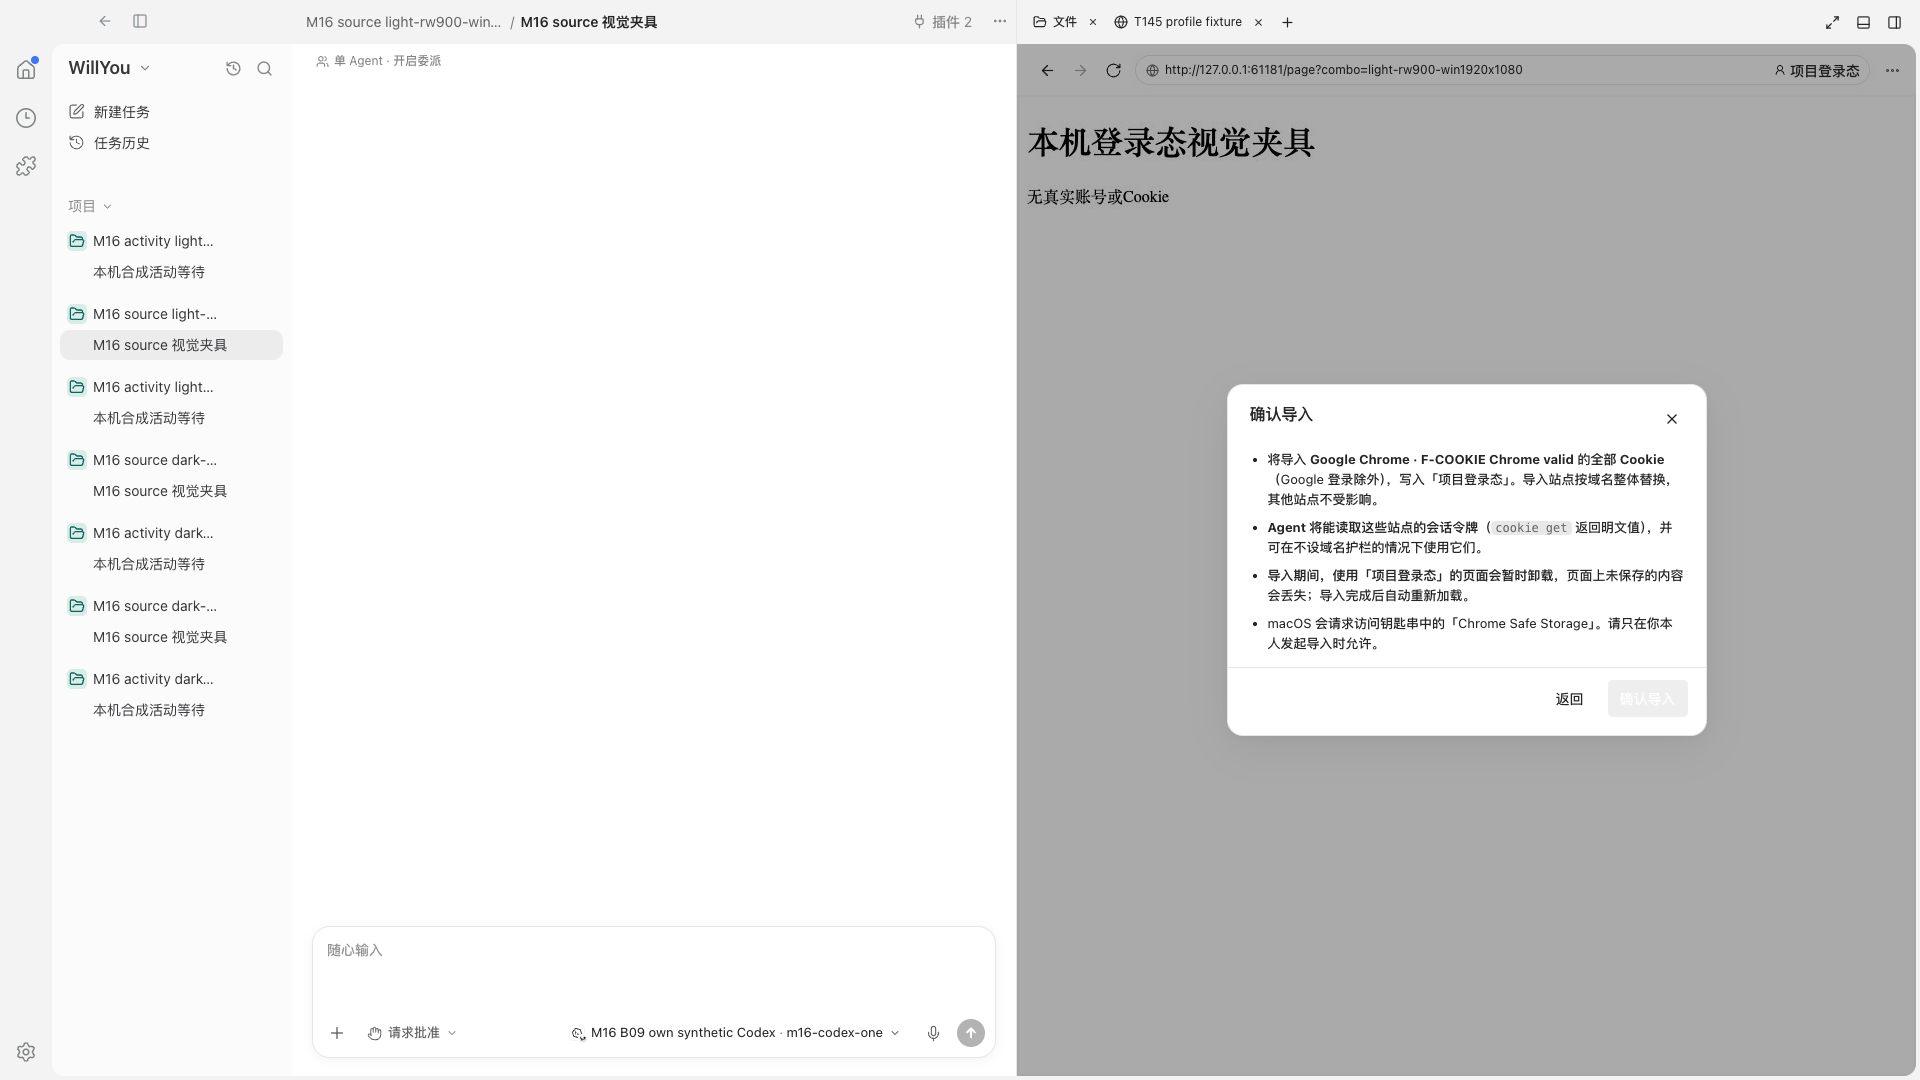 M16 source light-rw900-win... / M16 source 视觉夹具
插件 2
文件
T145 profile fixture
WillYou
新建任务
任务历史
项目
M16 activity light...
本机合成活动等待
M16 source light-...
M16 source 视觉夹具
M16 activity light...
本机合成活动等待
M16 source dark-...
M16 source 视觉夹具
M16 activity dark...
本机合成活动等待
M16 source dark-...
M16 source 视觉夹具
M16 activity dark...
本机合成活动等待
单 Agent · 开启委派
随心输入
请求批准
M16 B09 own synthetic Codex · m16-codex-one
http://127.0.0.1:61181/page?combo=light-rw900-win1920x1080
项目登录态
本机登录态视觉夹具
无真实账号或Cookie
确认导入
将导入 Google Chrome · F-COOKIE Chrome valid 的全部 Cookie
（Google 登录除外），写入「项目登录态」。导入站点按域名整体替换，
其他站点不受影响。
Agent 将能读取这些站点的会话令牌（cookie get 返回明文值），并
可在不设域名护栏的情况下使用它们。
导入期间，使用「项目登录态」的页面会暂时卸载，页面上未保存的内容
会丢失；导入完成后自动重新加载。
macOS 会请求访问钥匙串中的「Chrome Safe Storage」。请只在你本
人发起导入时允许。
返回
确认导入